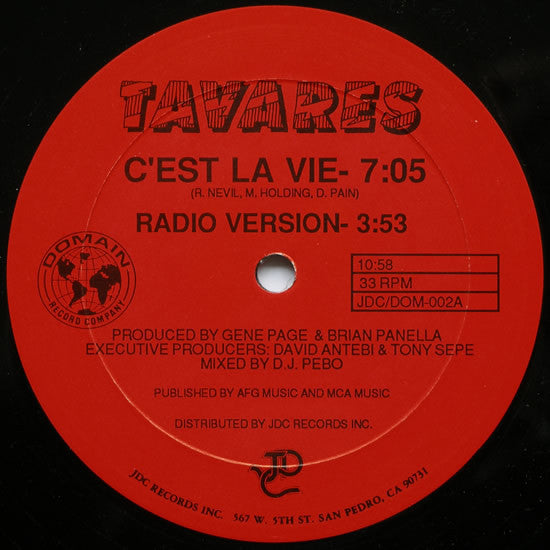 TAVARES
C'EST LA VIE- 7:05
(R. NEVIL, M. HOLDING, D. PAIN)
RADIO VERSION- 3:53
DOMAIN
RECORD COMPANY
10:58
33 RPM
JDC/DOM-002A
PRODUCED BY GENE PAGE & BRIAN PANELLA
EXECUTIVE PRODUCERS: DAVID ANTEBI & TONY SEPE
MIXED BY D.J. PEBO
PUBLISHED BY AFG MUSIC AND MCA MUSIC
DISTRIBUTED BY JDC RECORDS INC.
JDC
JDC RECORDS INC. 567 W. 5TH ST. SAN PEDRO, CA 90731